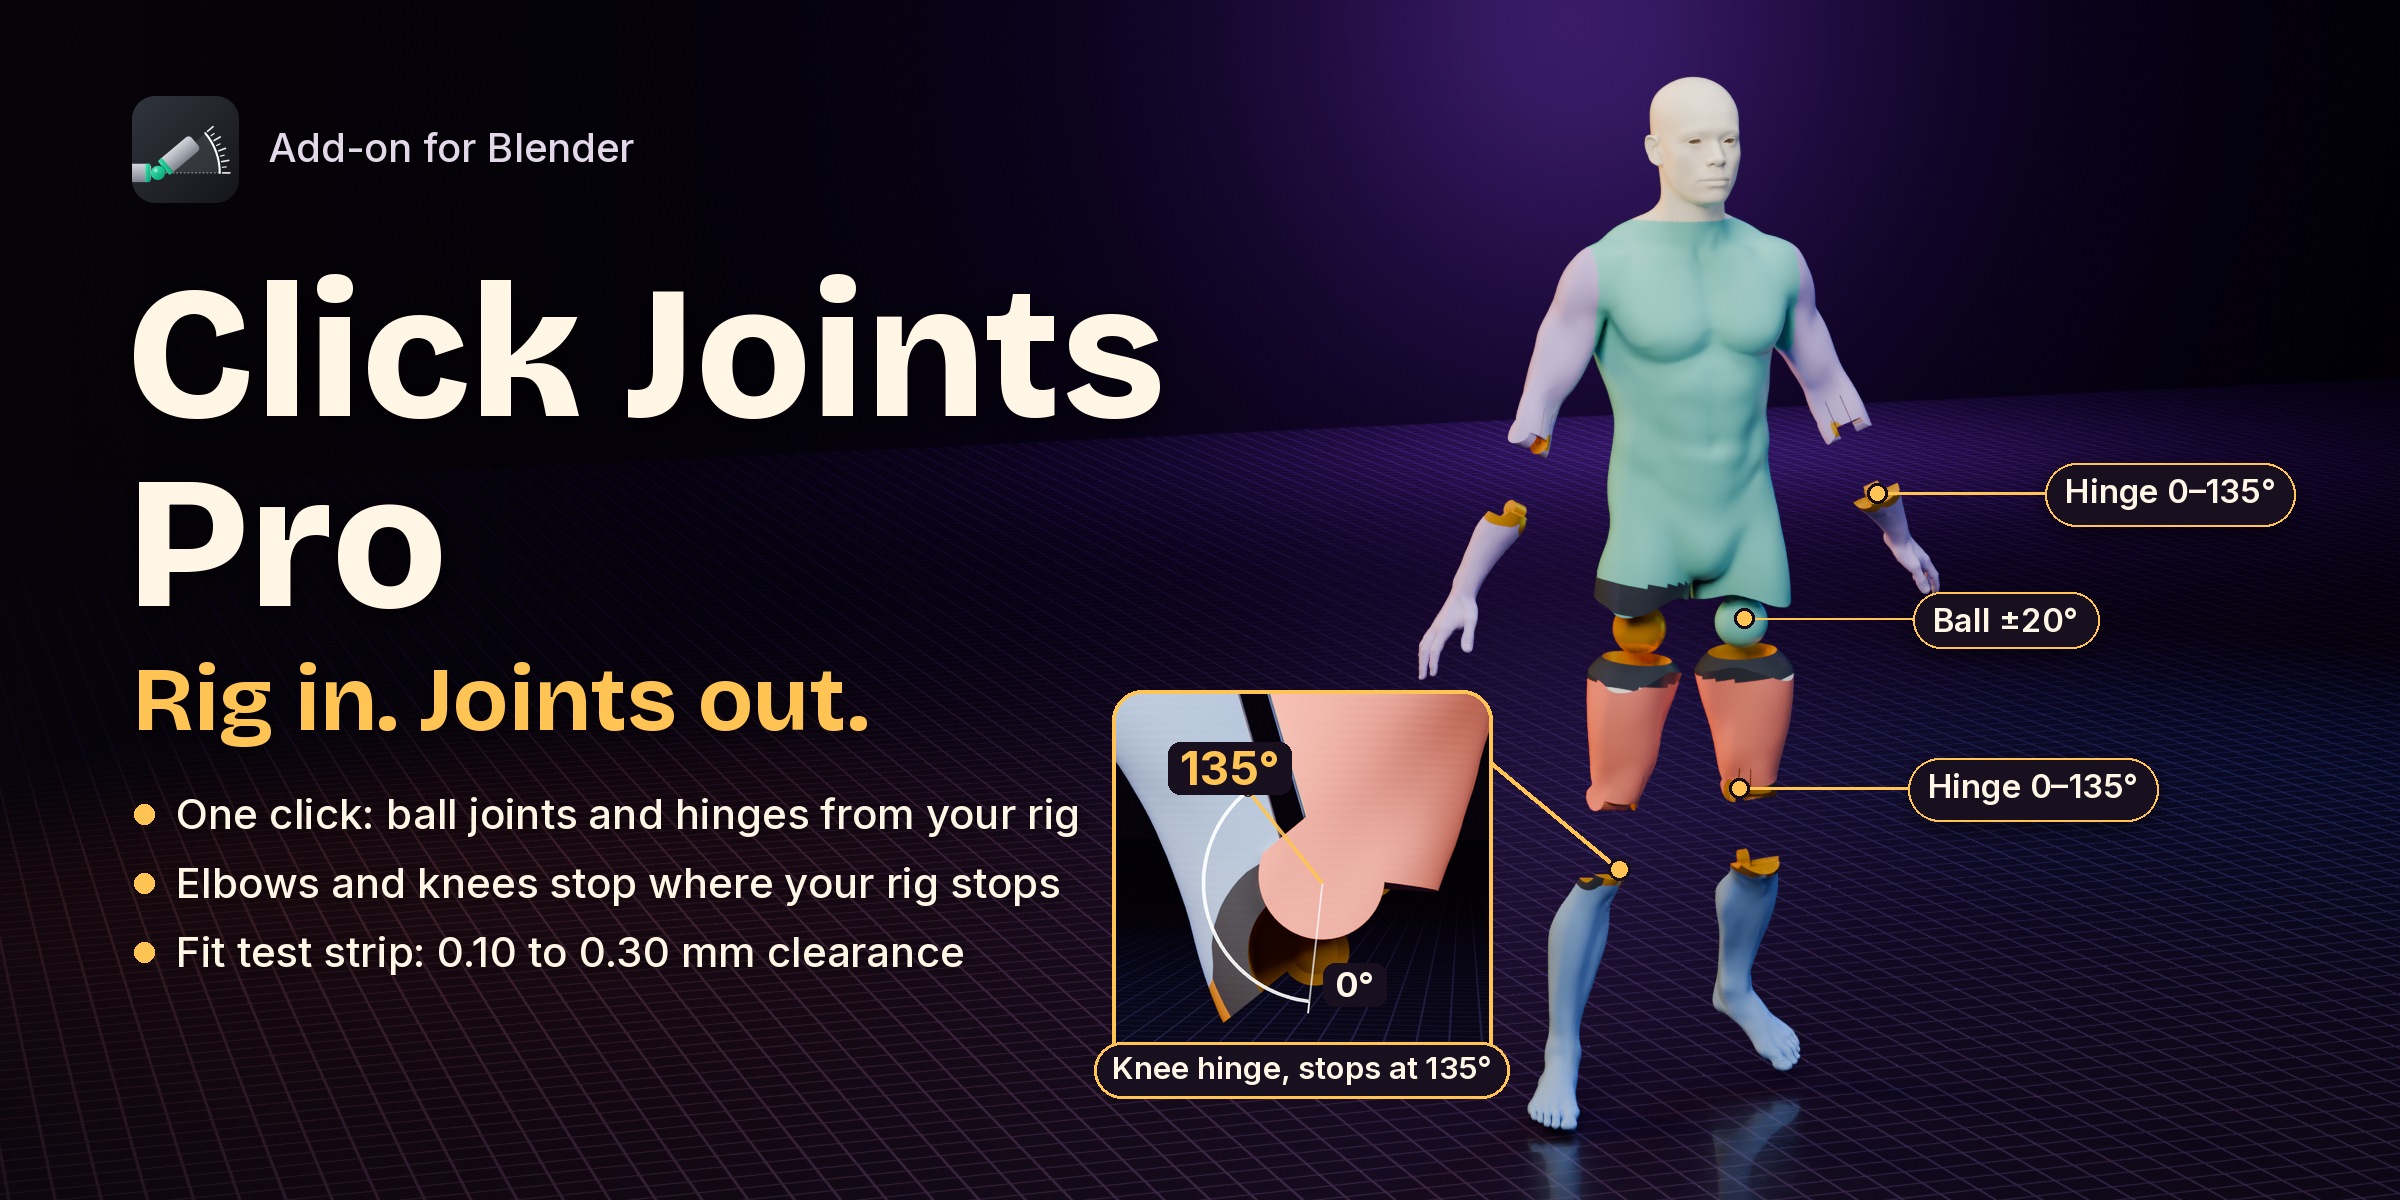 Add-on for Blender
Click Joints
Pro
Rig in. Joints out.
One click: ball joints and hinges from your rig
Elbows and knees stop where your rig stops
Fit test strip: 0.10 to 0.30 mm clearance
135°
0°
Knee hinge, stops at 135°
Hinge 0–135°
Ball ±20°
Hinge 0–135°